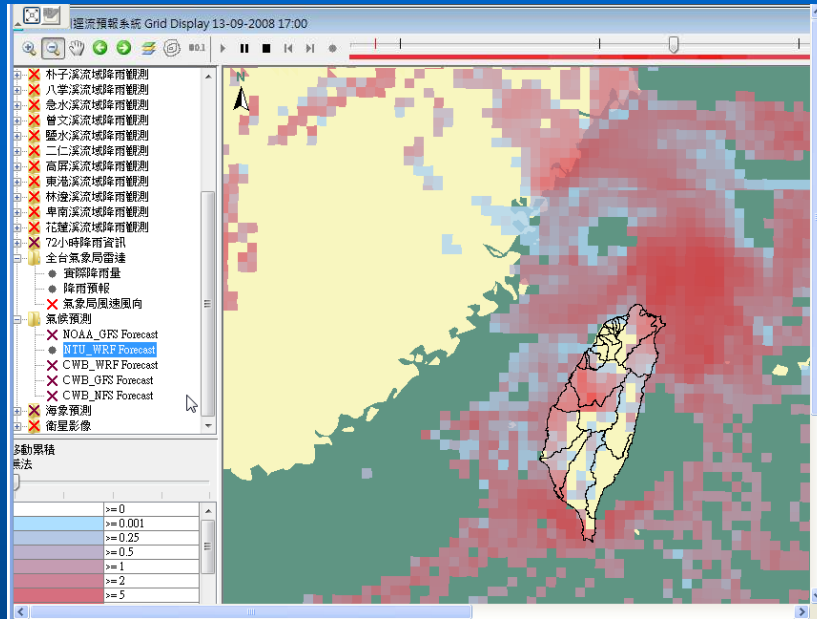 逕流預報系統 Grid Display 13-09-2008 17:00
00.1
朴子溪流域降雨觀測
八掌溪流域降雨觀測
急水溪流域降雨觀測
曾文溪流域降雨觀測
鹽水溪流域降雨觀測
二仁溪流域降雨觀測
高屏溪流域降雨觀測
東港溪流域降雨觀測
林邊溪流域降雨觀測
卑南溪流域降雨觀測
花蓮溪流域降雨觀測
72小時降雨資訊
全台氣象局雷達
實際降雨量
降雨預報
氣象局風速風向
氣候預測
NOAA_GFS Forecast
NTU_WRF Forecast
CWB_WRF Forecast
CWB_GFS Forecast
CWB_NFS Forecast
海象預測
衛星影像
移動累積
無法
>= 0
>= 0.001
>= 0.25
>= 0.5
>= 1
>= 2
>= 5
N